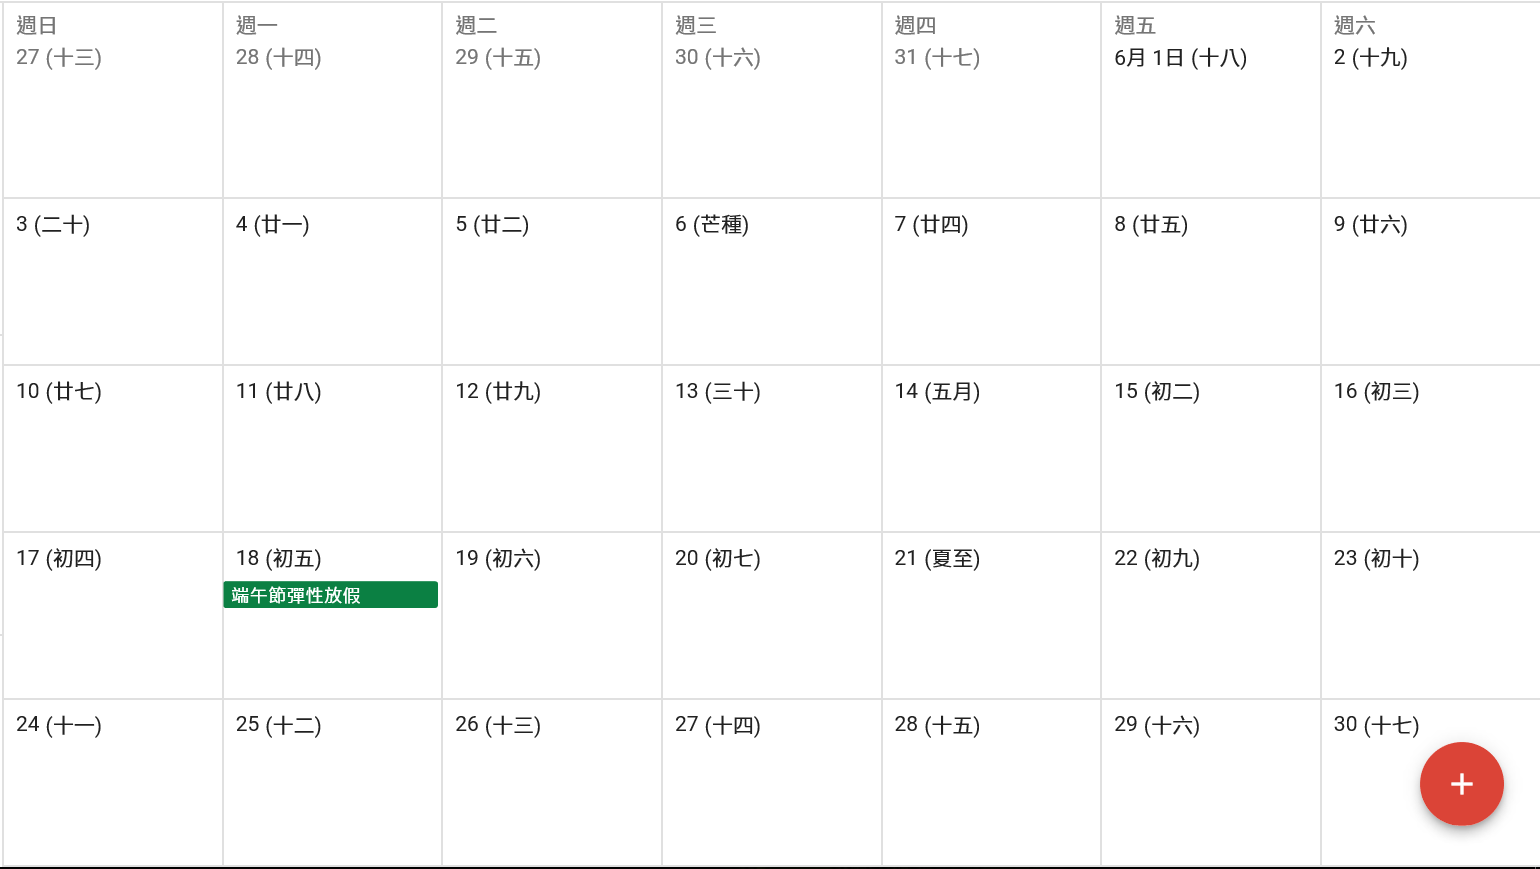 週日
週一
週二
週三
週四
週五
週六
27 (十三)
28 (十四)
29 (十五)
30 (十六)
31 (十七)
6月 1日 (十八)
2 (十九)
3 (二十)
4 (廿一)
5 (廿二)
6 (芒種)
7 (廿四)
8 (廿五)
9 (廿六)
10 (廿七)
11 (廿八)
12 (廿九)
13 (三十)
14 (五月)
15 (初二)
16 (初三)
17 (初四)
18 (初五)
19 (初六)
20 (初七)
21 (夏至)
22 (初九)
23 (初十)
端午節彈性放假
24 (十一)
25 (十二)
26 (十三)
27 (十四)
28 (十五)
29 (十六)
30 (十七)
+